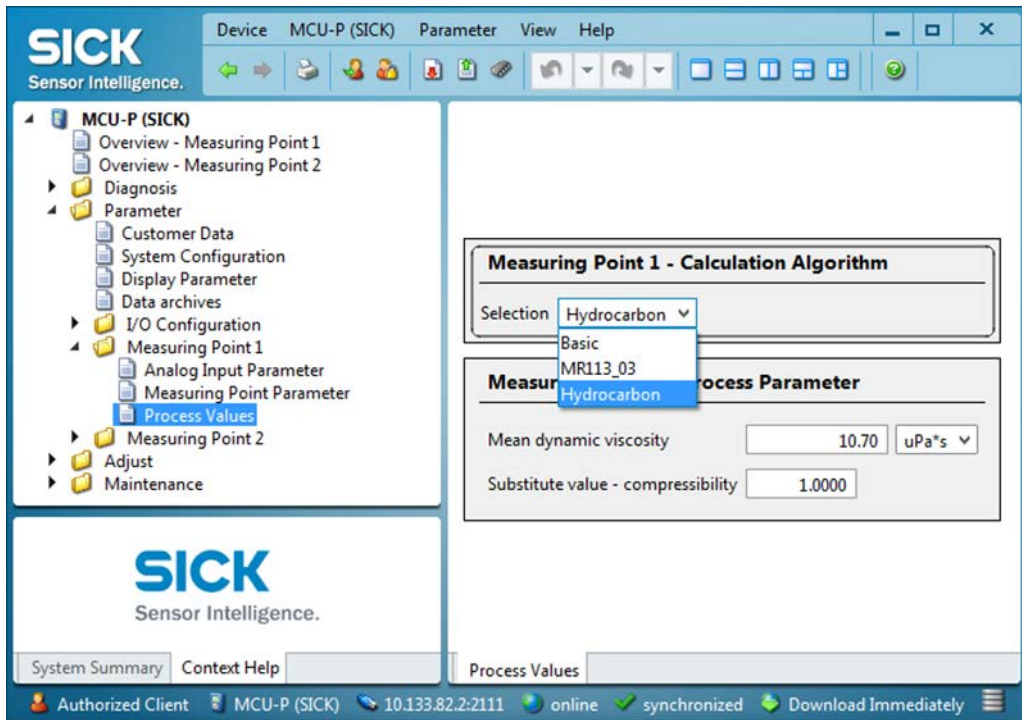 SICK
Sensor Intelligence.
Device MCU-P (SICK) Parameter View Help
MCU-P (SICK)
Overview - Measuring Point 1
Overview - Measuring Point 2
Diagnosis
Parameter
Customer Data
System Configuration
Display Parameter
Data archives
I/O Configuration
Measuring Point 1
Analog Input Parameter
Measuring Point Parameter
Process Values
Measuring Point 2
Adjust
Maintenance
SICK
Sensor Intelligence.
System Summary Context Help
Measuring Point 1 - Calculation Algorithm
Selection Hydrocarbon
Basic
MR113_03
Hydrocarbon
Parameter
Mean dynamic viscosity 10.70 uPa*s
Substitute value - compressibility 1.0000
Process Values
Authorized Client MCU-P (SICK) 10.133.82.2:2111 online synchronized Download Immediately